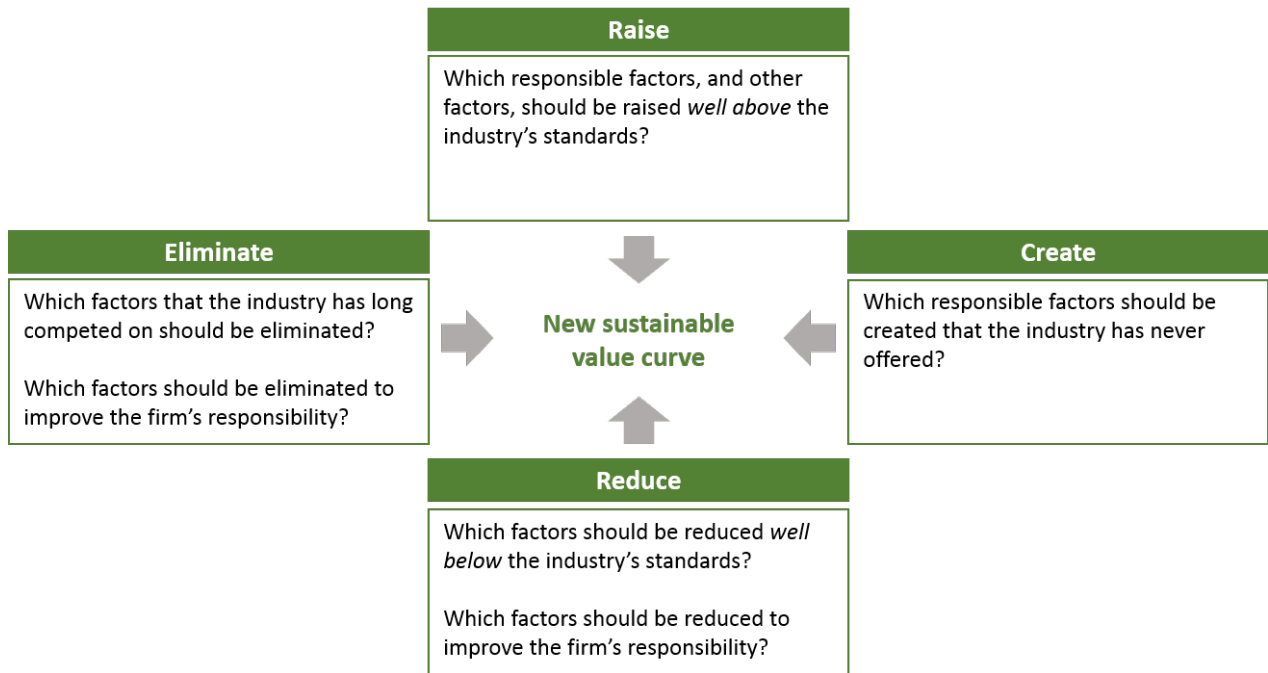 Raise
Which responsible factors, and other
factors, should be raised well above the
industry’s standards?
Eliminate
Which factors that the industry has long
competed on should be eliminated?
Which factors should be eliminated to
improve the firm’s responsibility?
New sustainable
value curve
Create
Which responsible factors should be
created that the industry has never
offered?
Reduce
Which factors should be reduced well
below the industry’s standards?
Which factors should be reduced to
improve the firm’s responsibility?